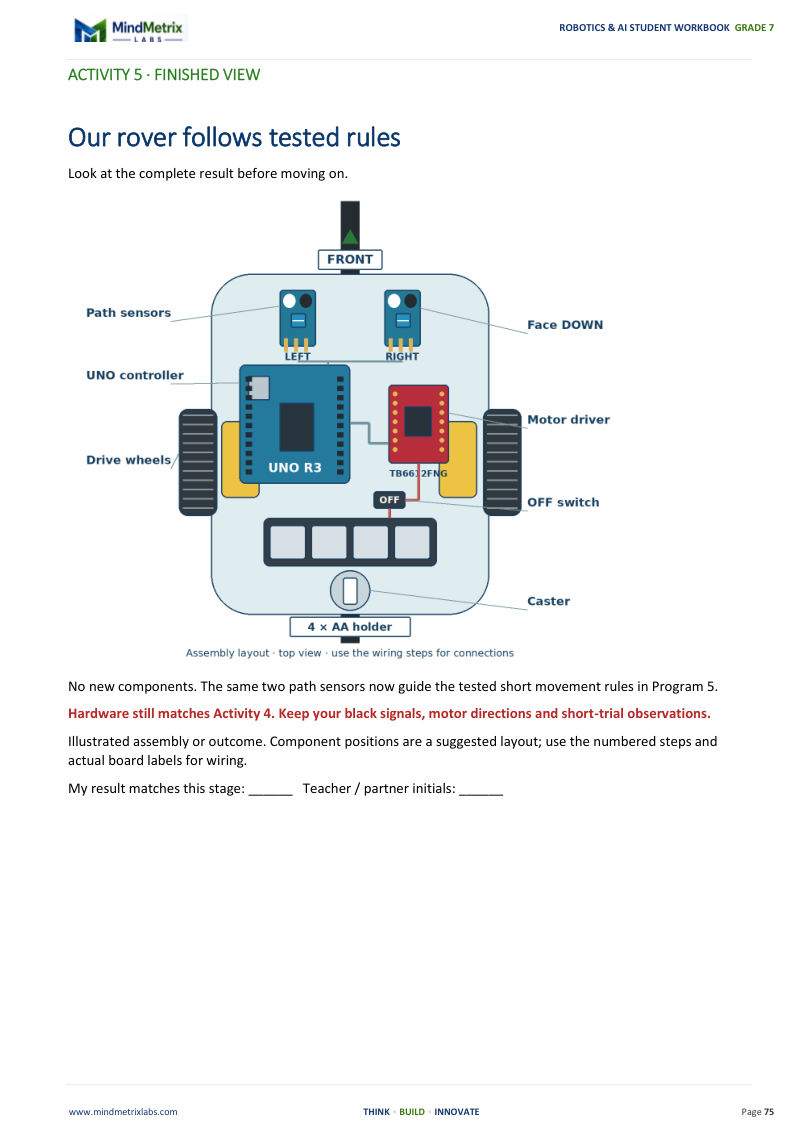 MindMetrix
LABS
ROBOTICS & AI STUDENT WORKBOOK GRADE 7
ACTIVITY 5 · FINISHED VIEW
Our rover follows tested rules
Look at the complete result before moving on.
FRONT
Path sensors
Face DOWN
LEFT
RIGHT
UNO controller
Motor driver
Drive wheels
UNO R3
TB6612FNG
OFF
OFF switch
Caster
4 × AA holder
Assembly layout · top view · use the wiring steps for connections
No new components. The same two path sensors now guide the tested short movement rules in Program 5.
Hardware still matches Activity 4. Keep your black signals, motor directions and short-trial observations.
Illustrated assembly or outcome. Component positions are a suggested layout; use the numbered steps and
actual board labels for wiring.
My result matches this stage: ______ Teacher / partner initials: ______
www.mindmetrixlabs.com
THINK · BUILD · INNOVATE
Page 75